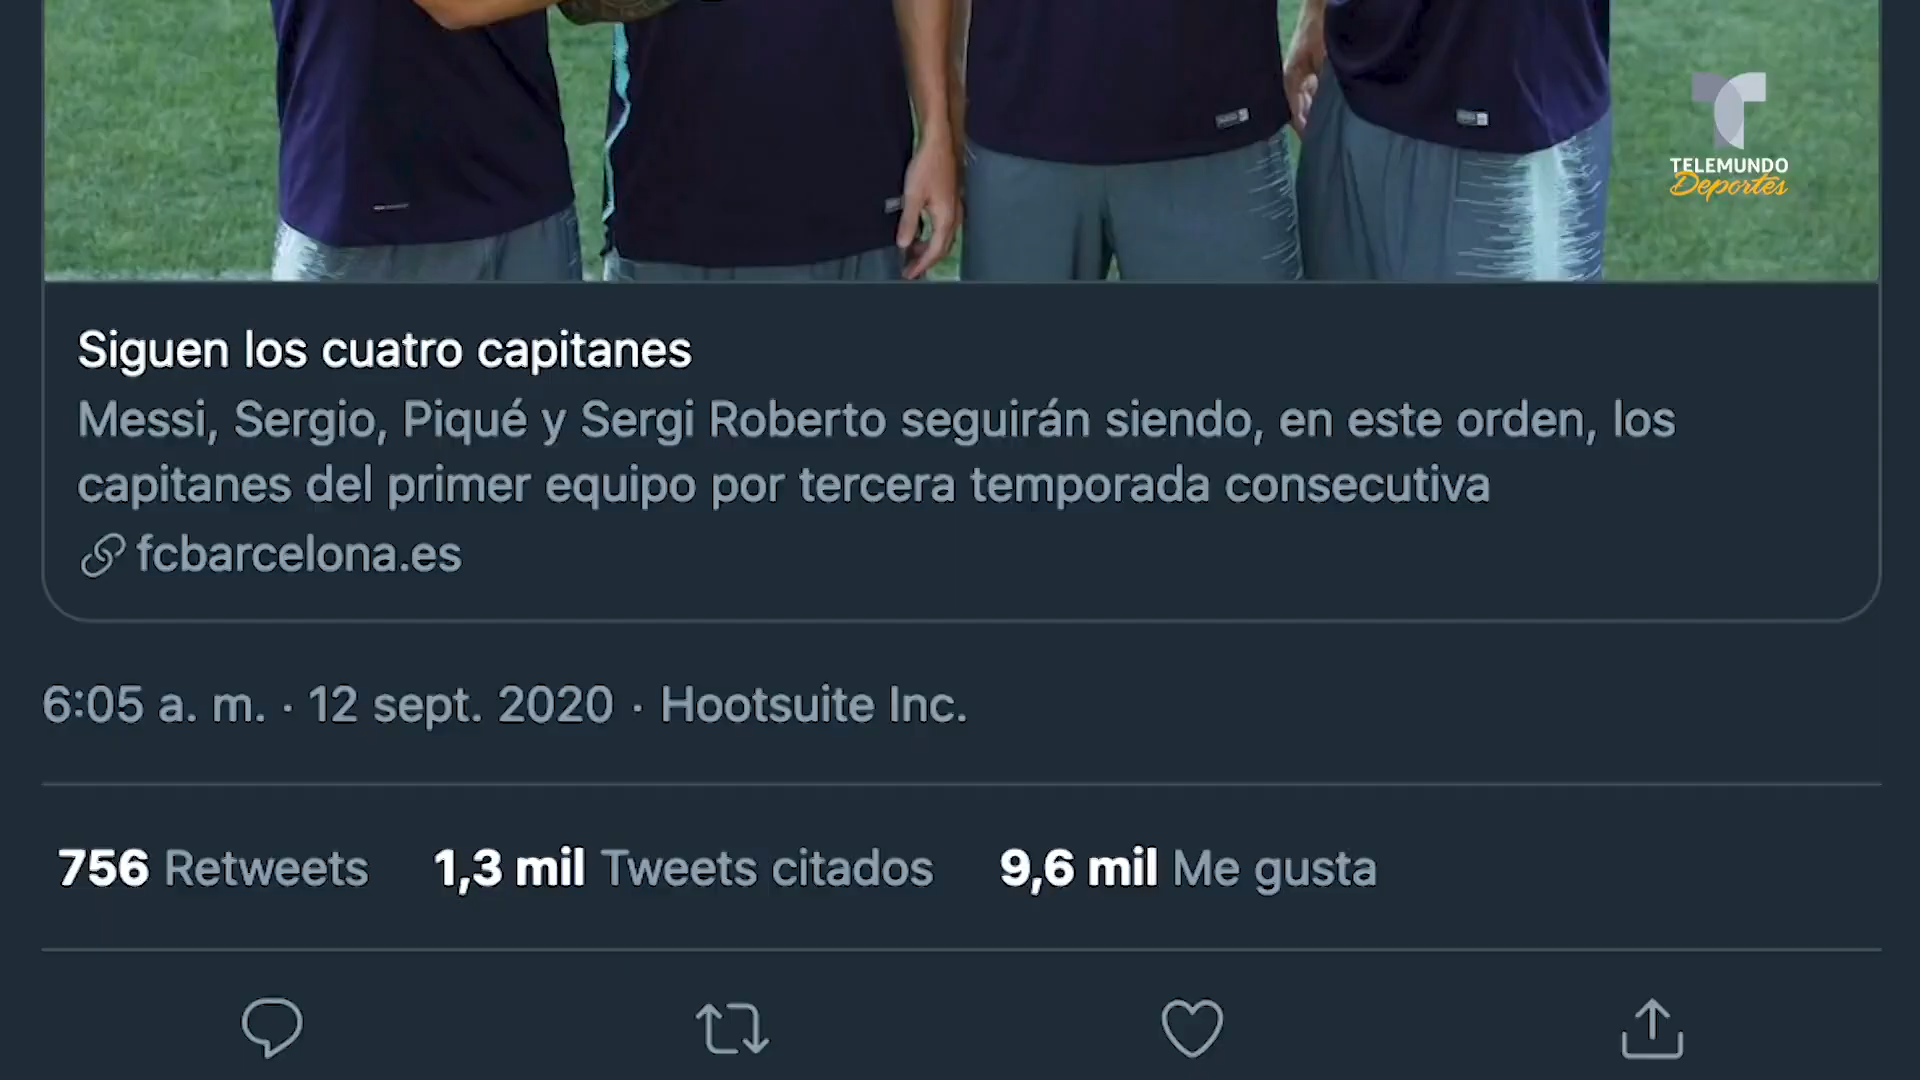 TELEMUNDO
Deportes
Siguen los cuatro capitanes
Messi, Sergio, Piqué y Sergi Roberto seguirán siendo, en este orden, los
capitanes del primer equipo por tercera temporada consecutiva
fcbarcelona.es
6:05 a. m. · 12 sept. 2020 · Hootsuite Inc.
756 Retweets 1,3 mil Tweets citados 9,6 mil Me gusta